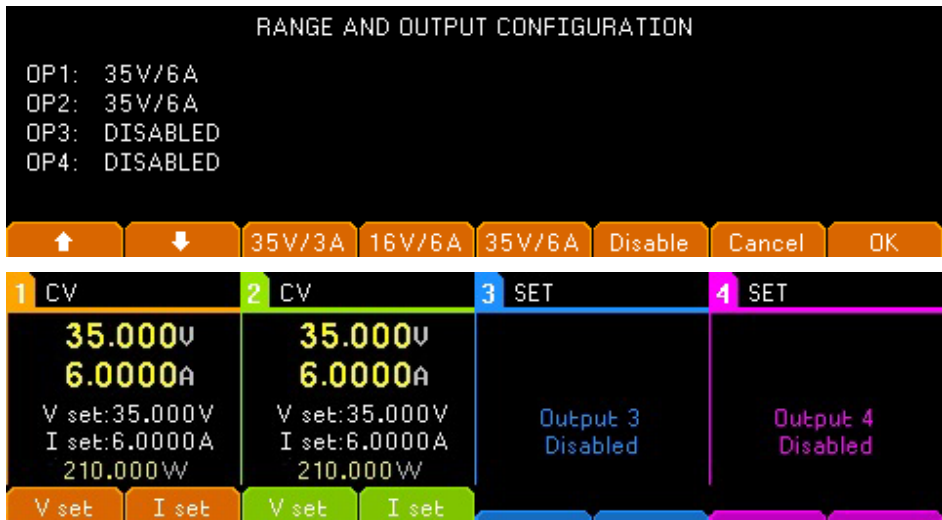 RANGE AND OUTPUT CONFIGURATION
OP1: 35V/6A
OP2: 35V/6A
OP3: DISABLED
OP4: DISABLED
35V/3A 16V/6A 35V/6A Disable Cancel OK
1 CV 2 CV 3 SET 4 SET
35.000V 35.000V
6.0000A 6.0000A
V set:35.000V V set:35.000V Output 3 Output 4
I set:6.0000A I set:6.0000A Disabled Disabled
210.000W 210.000W
V set I set V set I set